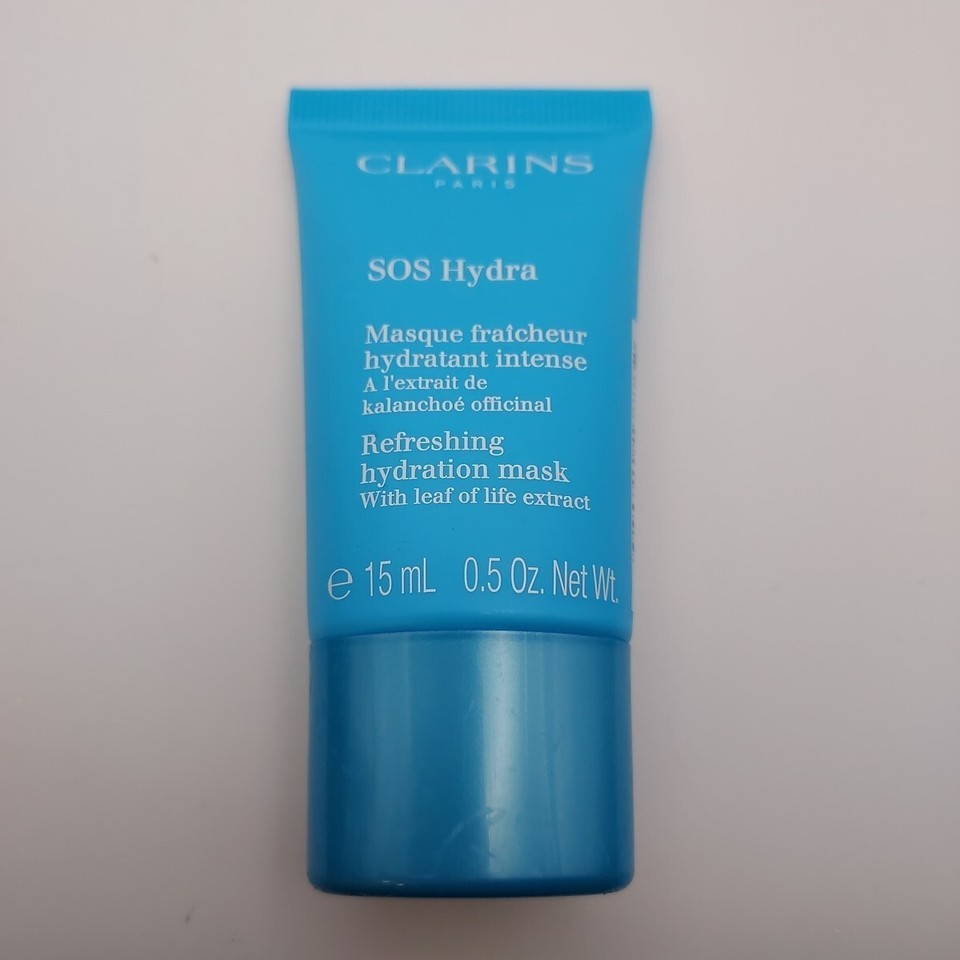 CLARINS
PARIS
SOS Hydra
Masque fraîcheur
hydratant intense
A l'extrait de
kalanchoé officinal
Refreshing
hydration mask
With leaf of life extract
℮ 15 mL 0.5 Oz. Net Wt.